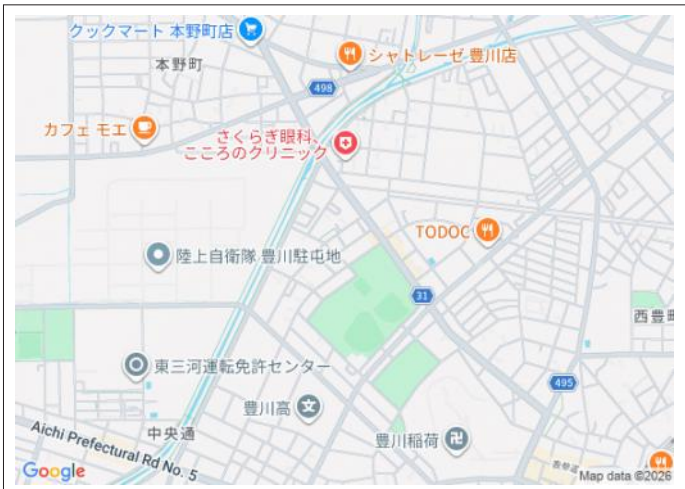 クックマート 本野町店
本野町
シャトレーゼ 豊川店
498
カフェ モエ
さくらぎ眼科、
こころのクリニック
TODOC
陸上自衛隊 豊川駐屯地
31
西豊町
東三河運転免許センター
495
豊川高
中央通
豊川稲荷
Aichi Prefectural Rd No. 5
Google
Map data ©2026